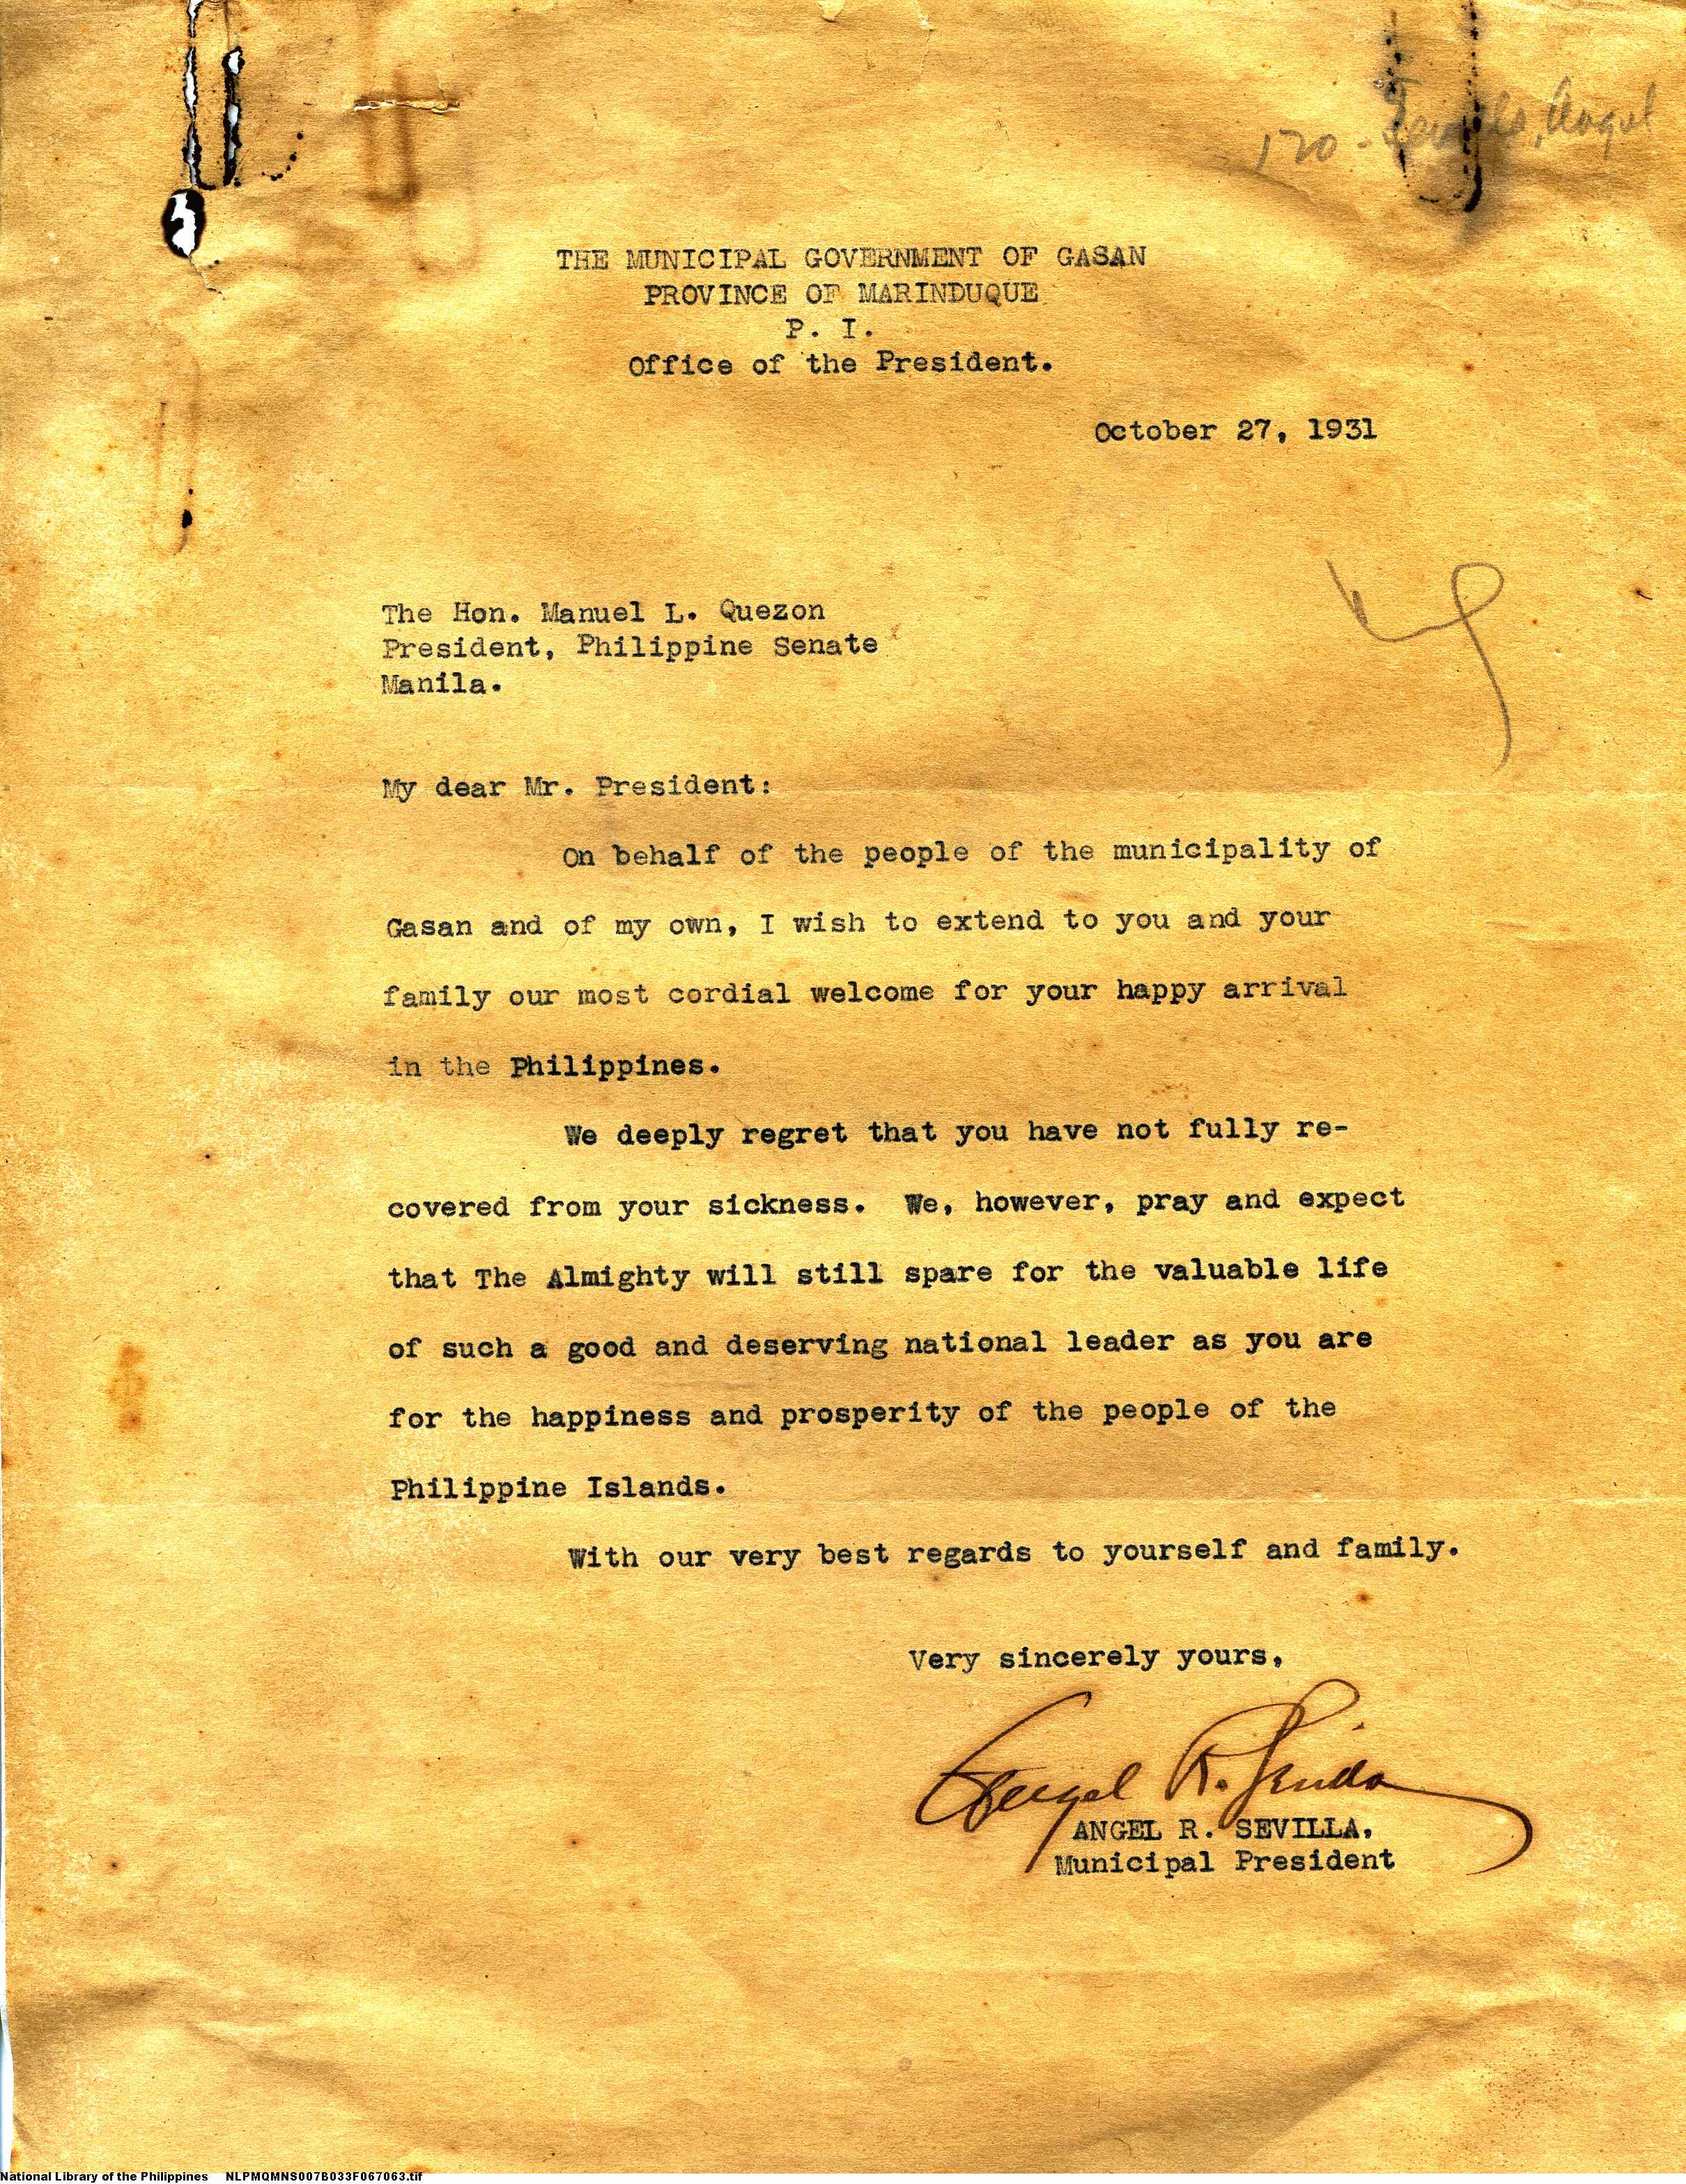 170 - Sevilla, Angel
THE MUNICIPAL GOVERNMENT OF GASAN
PROVINCE OF MARINDUQUE
P. I.
Office of the President.
October 27, 1931
The Hon. Manuel L. Quezon
President, Philippine Senate
Manila.
My dear Mr. President:
On behalf of the people of the municipality of
Gasan and of my own, I wish to extend to you and your
family our most cordial welcome for your happy arrival
in the Philippines.
We deeply regret that you have not fully re-
covered from your sickness. We, however, pray and expect
that The Almighty will still spare for the valuable life
of such a good and deserving national leader as you are
for the happiness and prosperity of the people of the
Philippine Islands.
With our very best regards to yourself and family.
Very sincerely yours,
Angel R. Sevilla
ANGEL R. SEVILLA,
Municipal President
National Library of the Philippines NLPMQMNS007B033F067063.tif